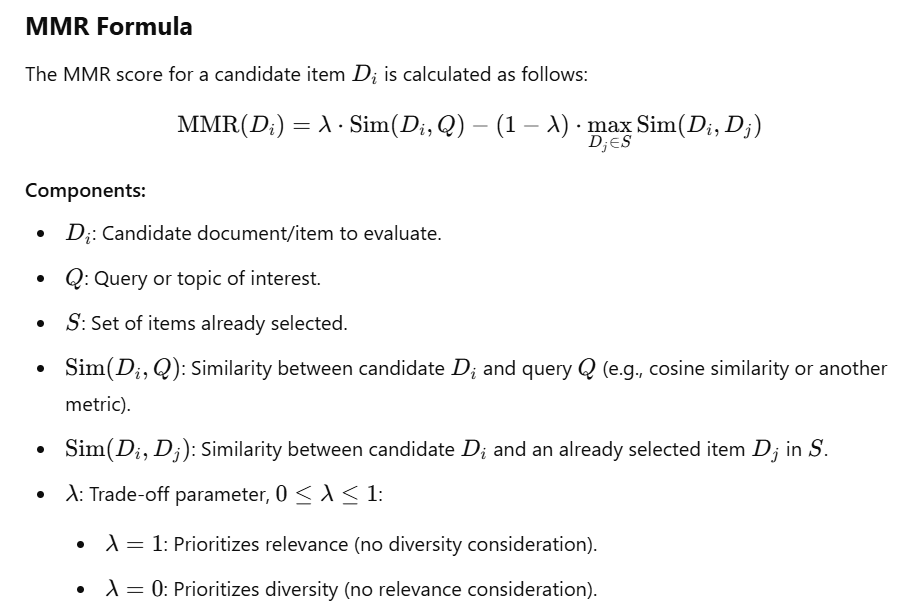 MMR Formula
The MMR score for a candidate item Dᵢ is calculated as follows:
MMR(Dᵢ) = λ · Sim(Dᵢ, Q) − (1 − λ) · max_{Dⱼ∈S} Sim(Dᵢ, Dⱼ)
Components:
• Dᵢ: Candidate document/item to evaluate.
• Q: Query or topic of interest.
• S: Set of items already selected.
• Sim(Dᵢ, Q): Similarity between candidate Dᵢ and query Q (e.g., cosine similarity or another
metric).
• Sim(Dᵢ, Dⱼ): Similarity between candidate Dᵢ and an already selected item Dⱼ in S.
• λ: Trade-off parameter, 0 ≤ λ ≤ 1:
• λ = 1: Prioritizes relevance (no diversity consideration).
• λ = 0: Prioritizes diversity (no relevance consideration).